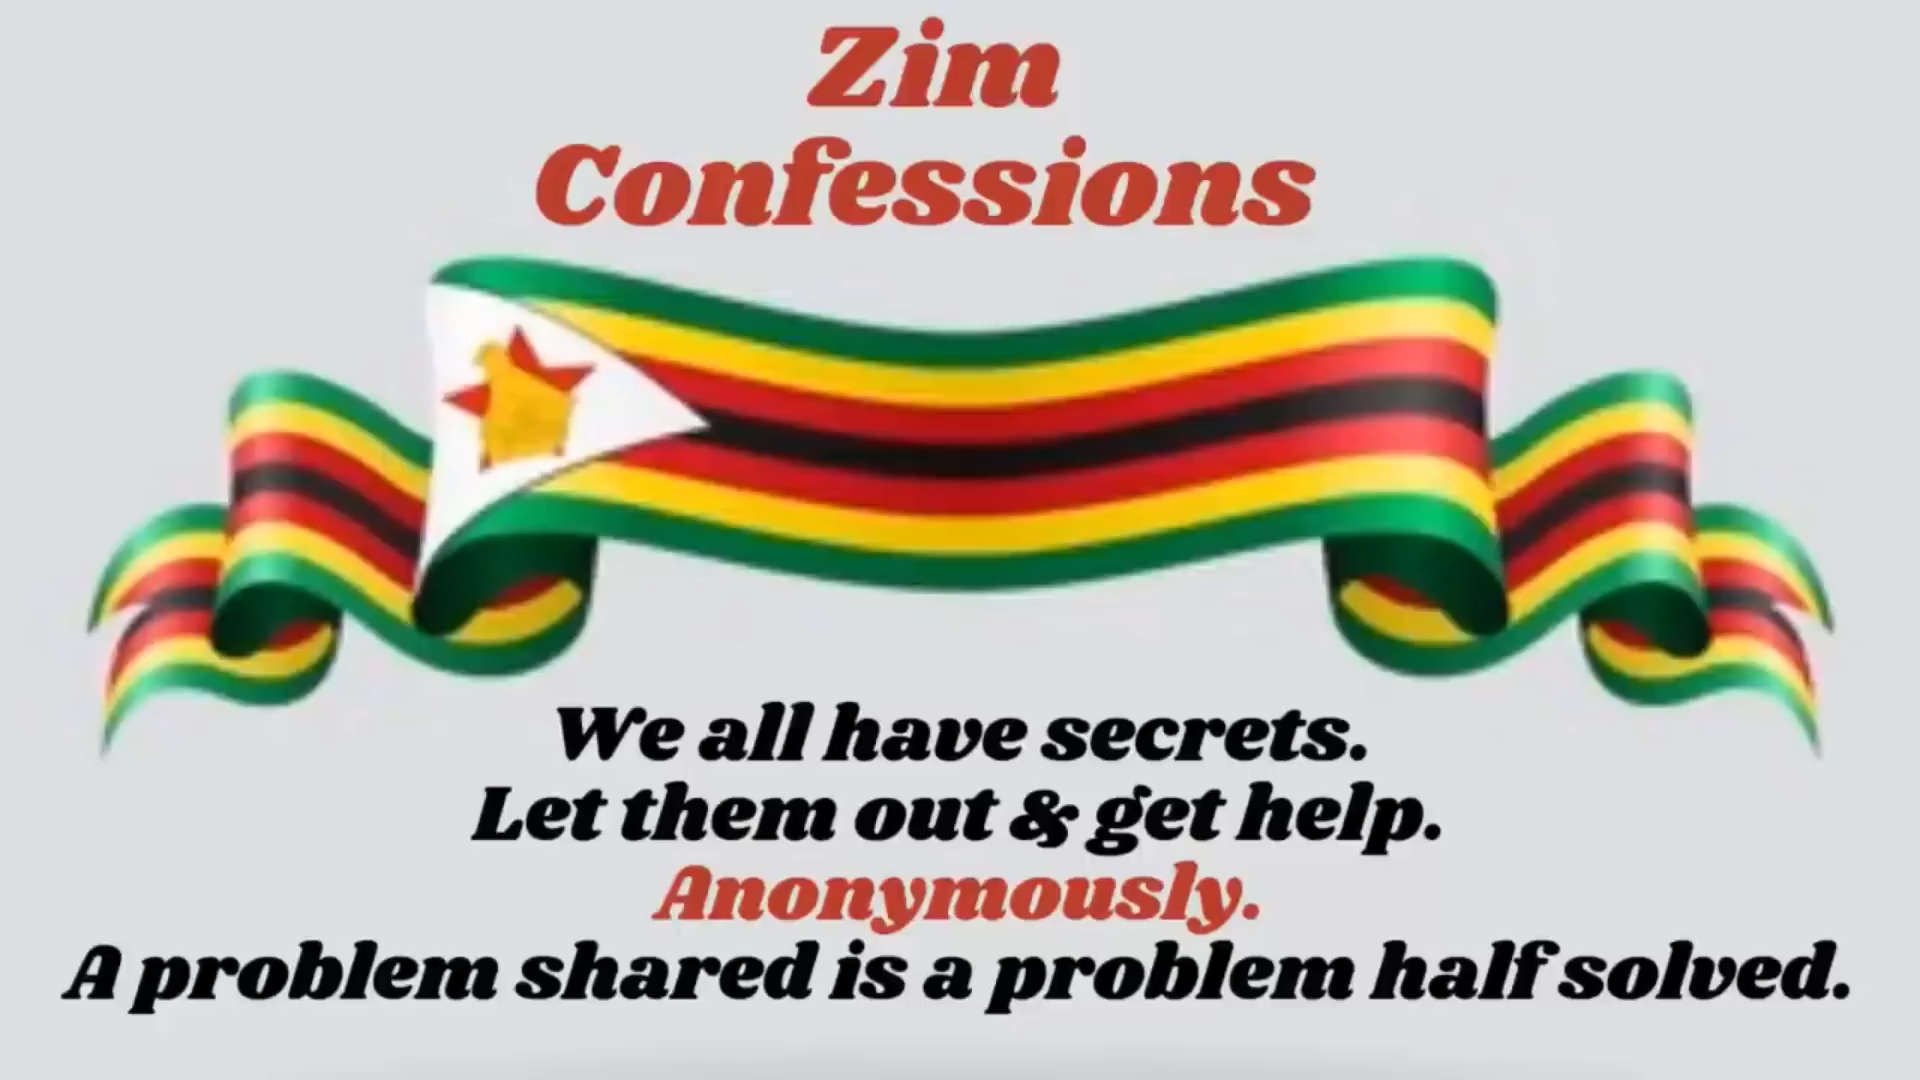 Zim
Confessions
We all have secrets.
Let them out & get help.
Anonymously.
A problem shared is a problem half solved.